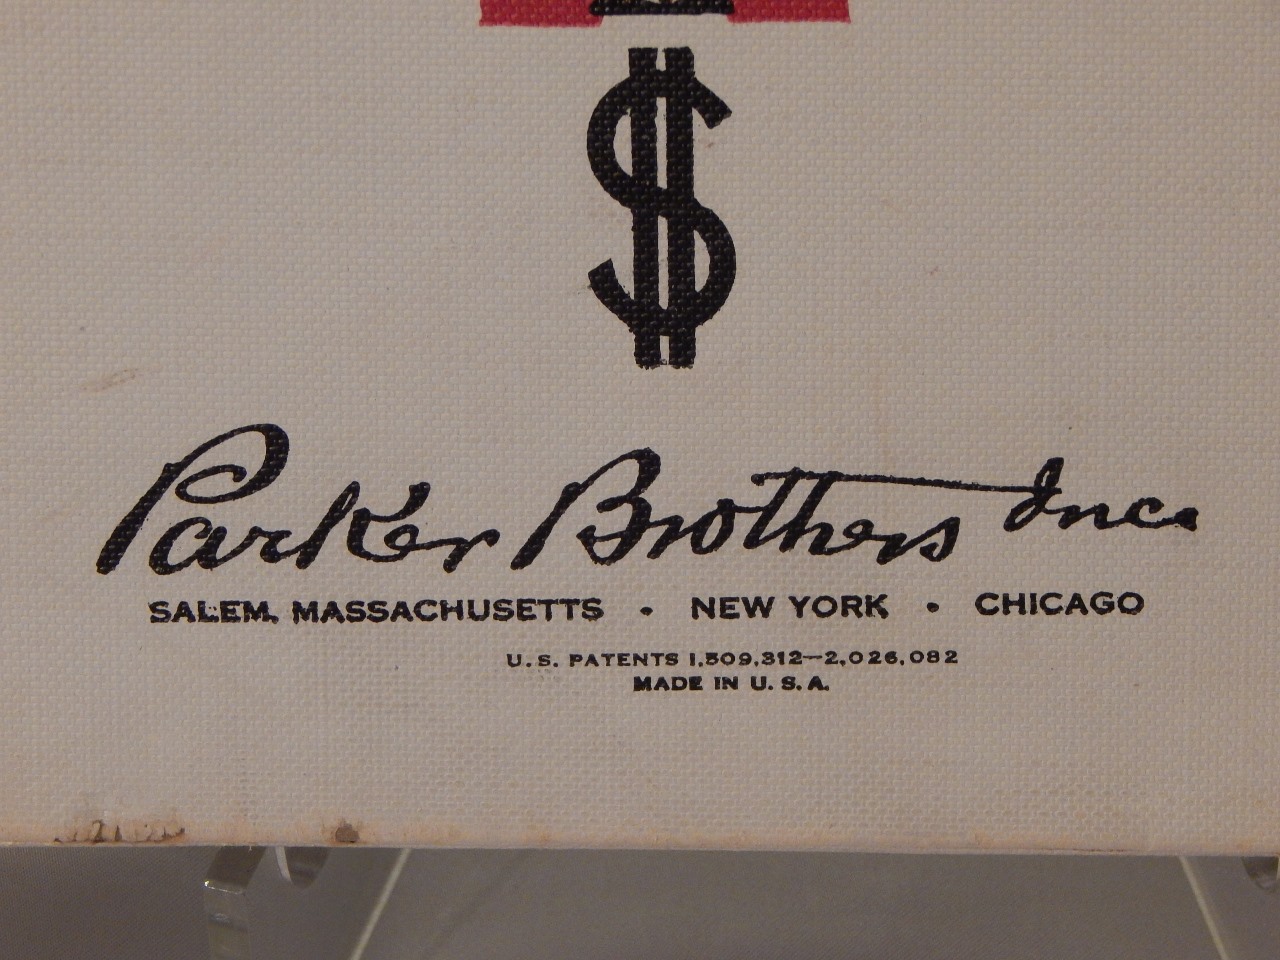 $
Parker Brothers Inc.
SALEM, MASSACHUSETTS • NEW YORK • CHICAGO
U.S. PATENTS 1,509,312—2,026,082
MADE IN U.S.A.